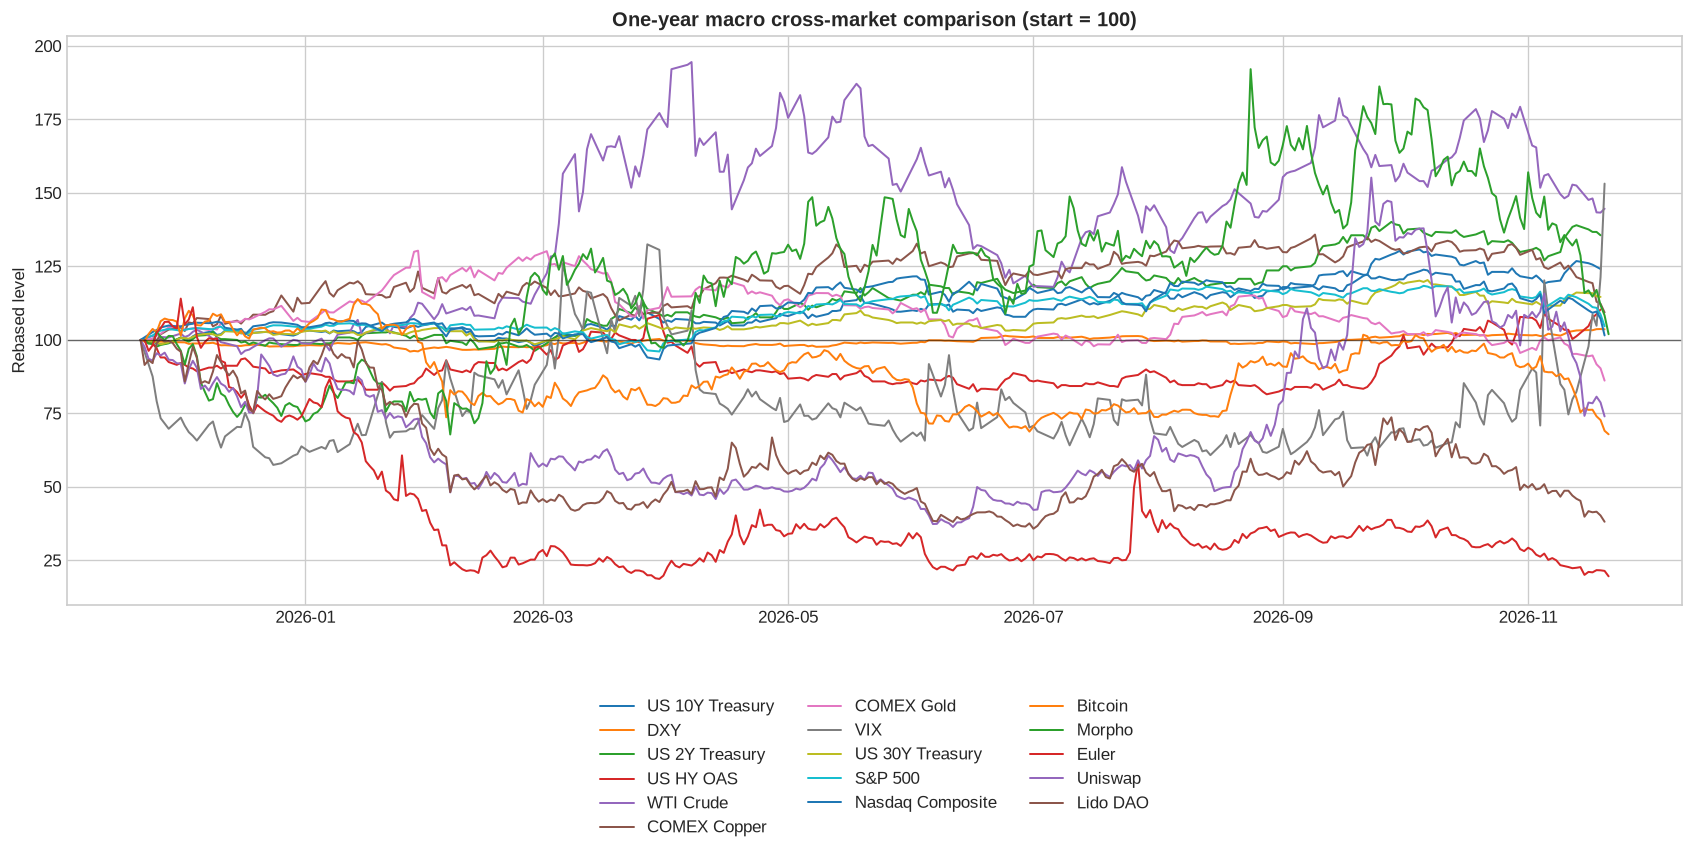 One-year macro cross-market comparison (start = 100)
200
175
150
125
100
75
50
25
Rebased level
2026-01
2026-03
2026-05
2026-07
2026-09
2026-11
US 10Y Treasury
DXY
US 2Y Treasury
US HY OAS
WTI Crude
COMEX Copper
COMEX Gold
VIX
US 30Y Treasury
S&P 500
Nasdaq Composite
Bitcoin
Morpho
Euler
Uniswap
Lido DAO